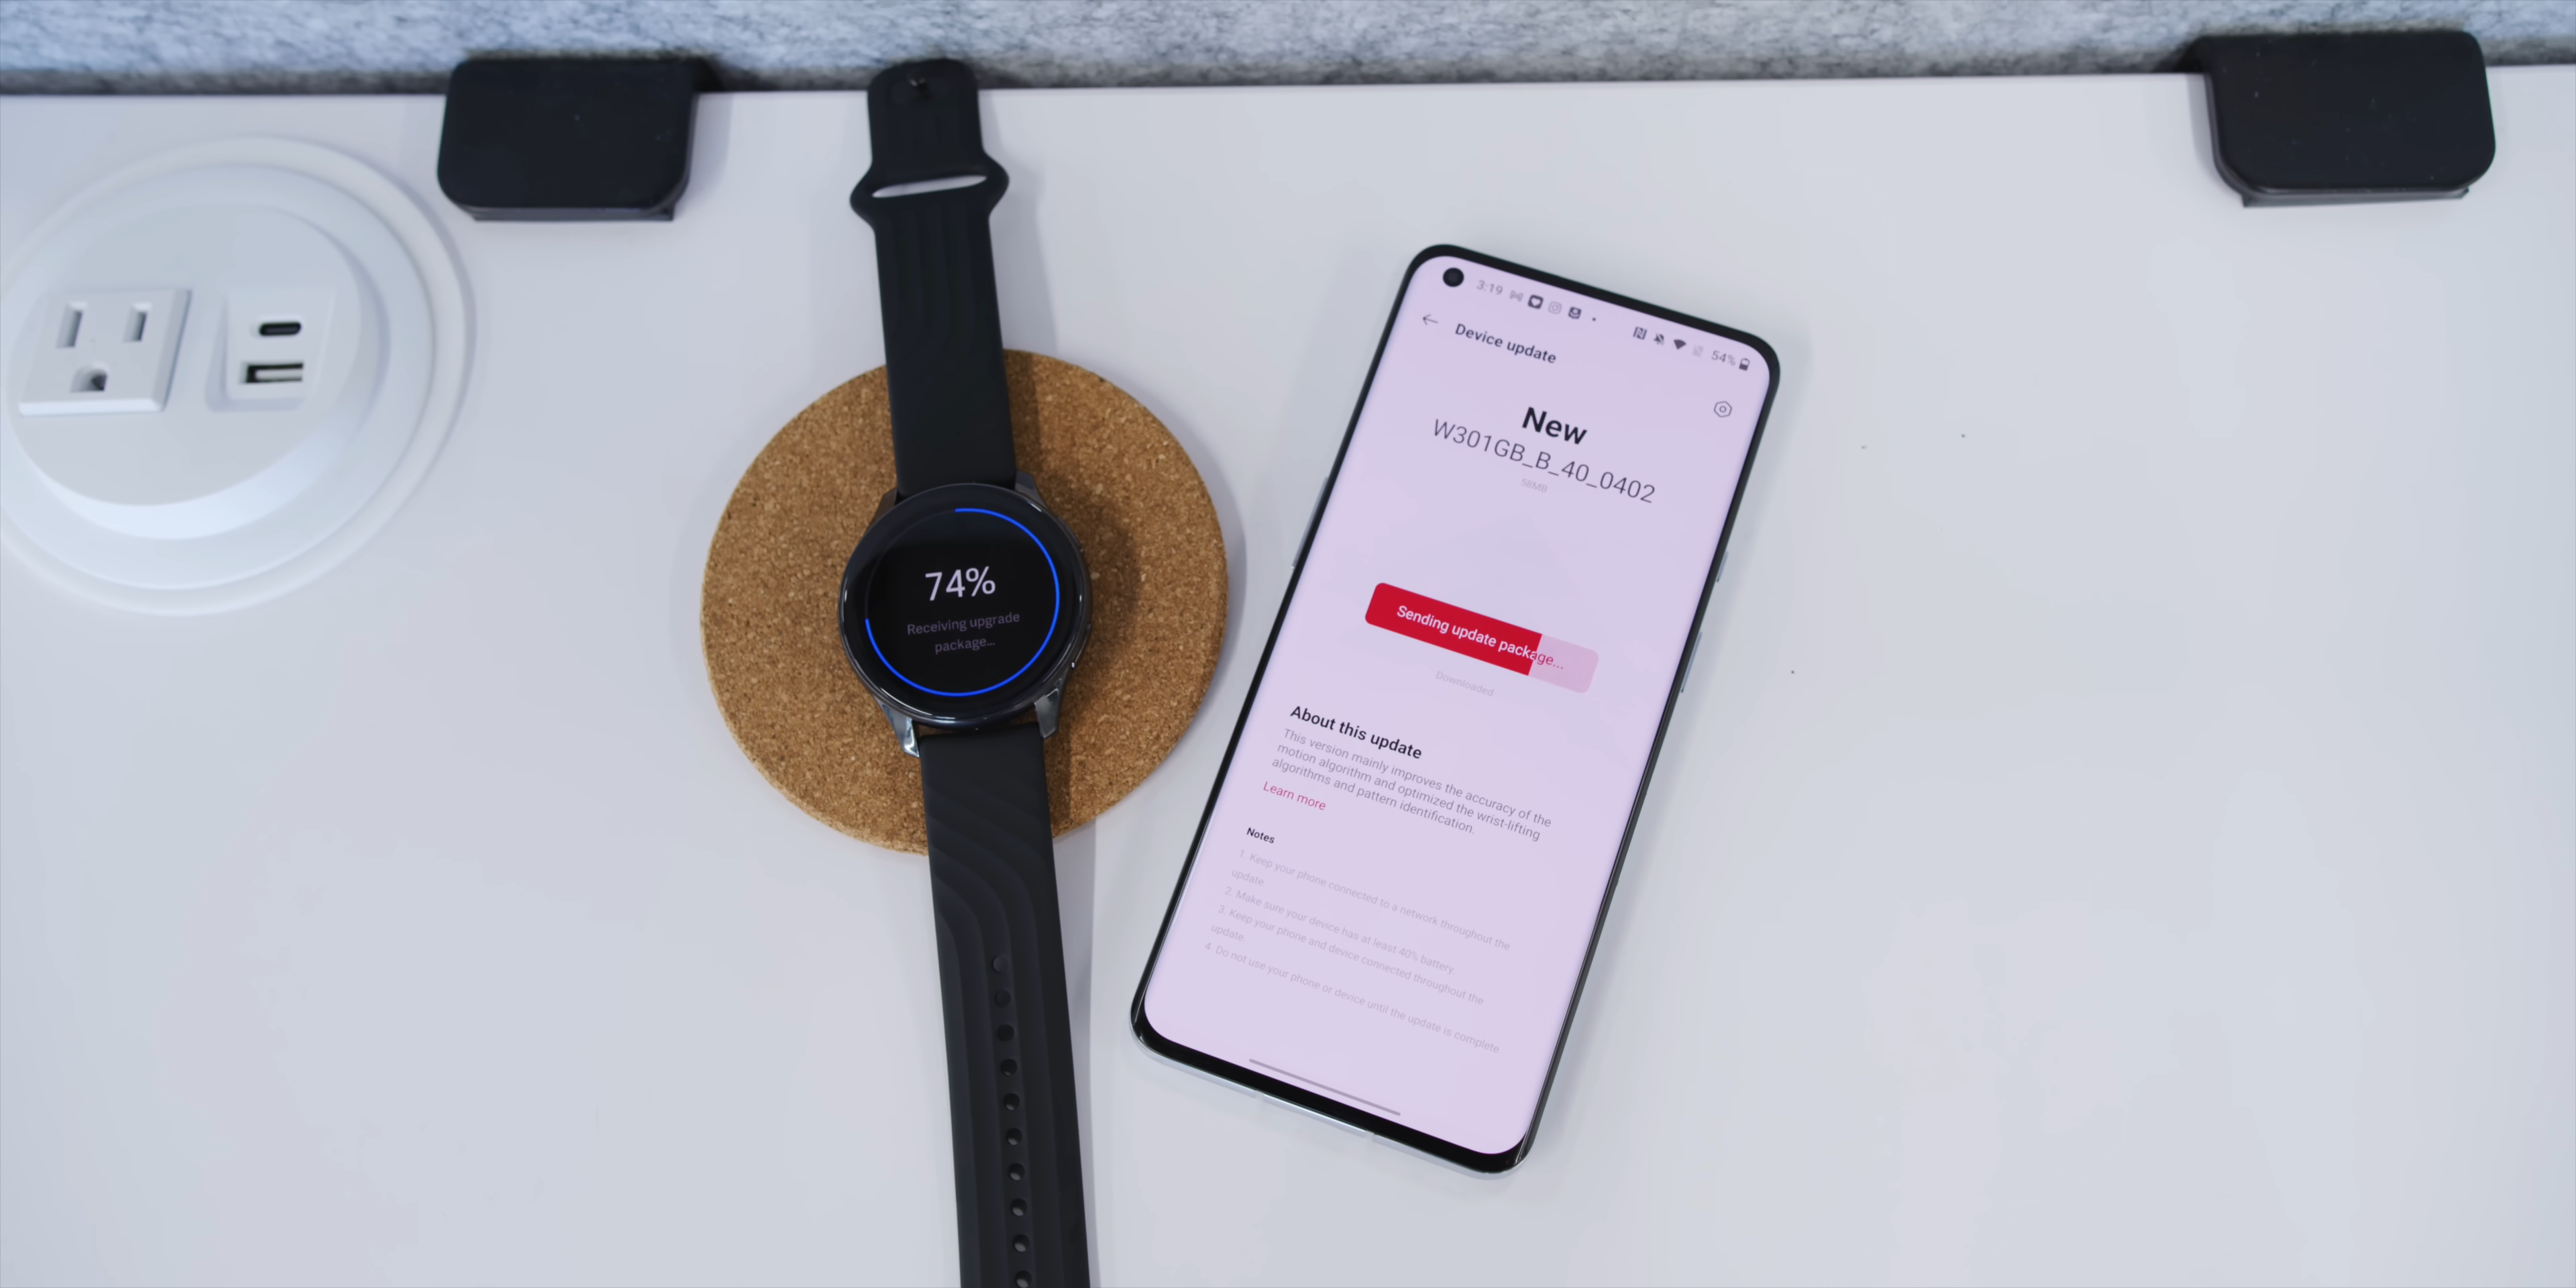 74%
Receiving upgrade
package...
3:19
54%
Device update
New
W301GB_B_40_0402
58MB
Sending update package...
Downloaded
About this update
This version mainly improves the accuracy of the
motion algorithm and optimized the wrist-lifting
algorithms and pattern identification.
Learn more
Notes
1. Keep your phone connected to a network throughout the
update
2. Make sure your device has at least 40% battery
3. Keep your phone and device connected throughout the
update
4. Do not use your phone or device until the update is complete